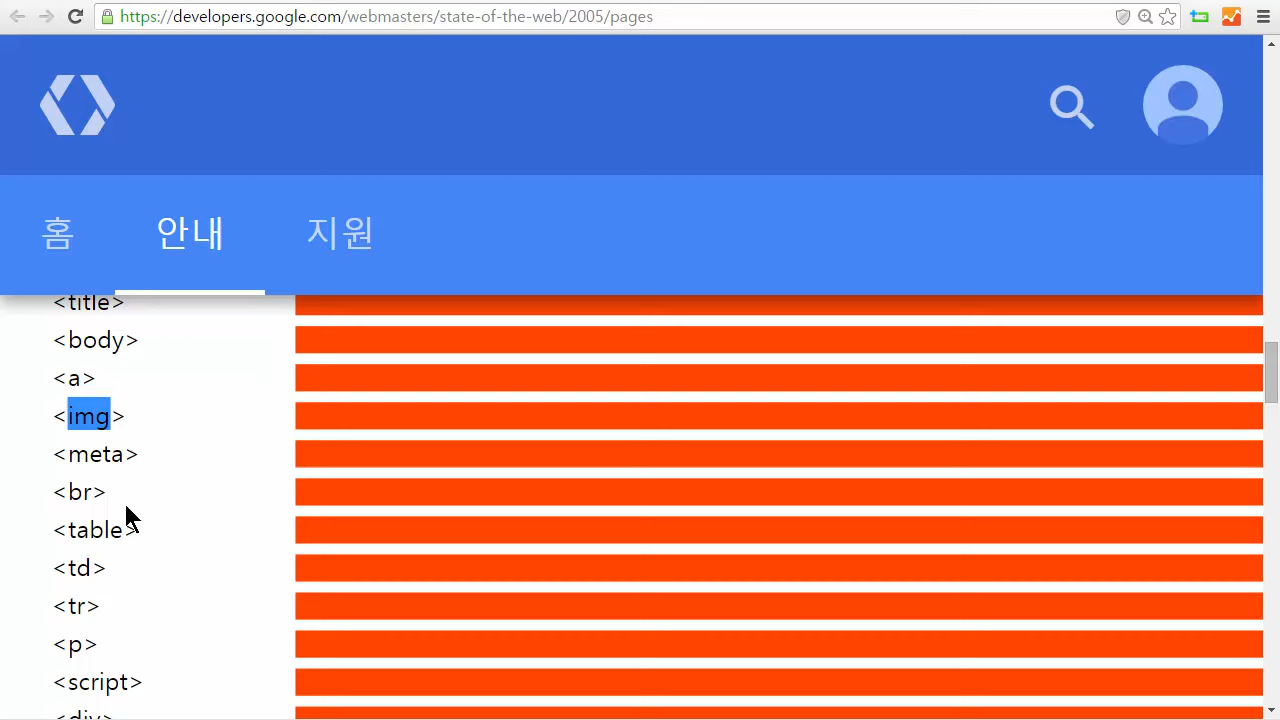 https://developers.google.com/webmasters/state-of-the-web/2005/pages
홈 안내 지원
<title>
<body>
<a>
<img>
<meta>
<br>
<table>
<td>
<tr>
<p>
<script>
<div>